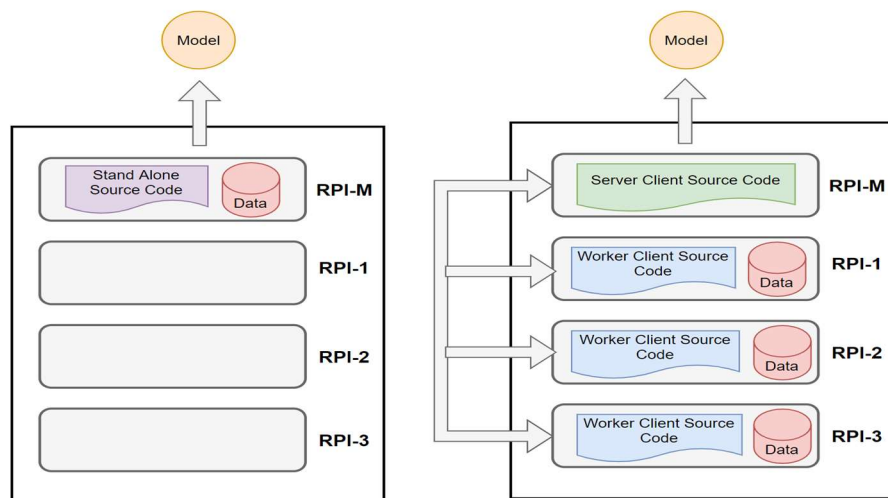 Model
Stand Alone
Source Code
Data
RPI-M
RPI-1
RPI-2
RPI-3
Model
Server Client Source Code
RPI-M
Worker Client Source
Code
Data
RPI-1
Worker Client Source
Code
Data
RPI-2
Worker Client Source
Code
Data
RPI-3